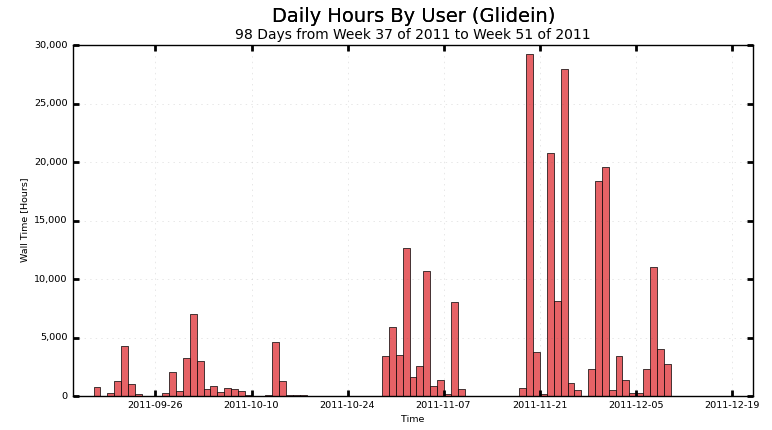 Daily Hours By User (Glidein)
98 Days from Week 37 of 2011 to Week 51 of 2011
30,000
25,000
20,000
15,000
10,000
5,000
0
Wall Time [Hours]
2011-09-26 2011-10-10 2011-10-24 2011-11-07 2011-11-21 2011-12-05 2011-12-19
Time